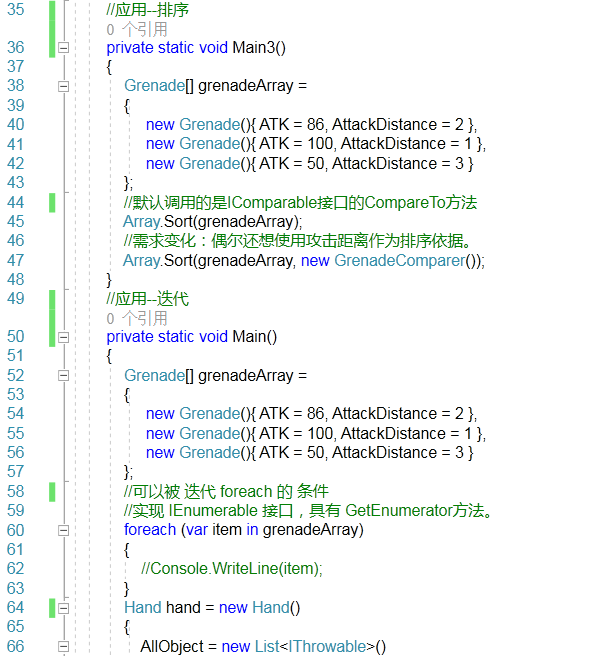 35 //应用--排序
0 个引用
36 private static void Main3()
37 {
38 Grenade[] grenadeArray =
39 {
40 new Grenade(){ ATK = 86, AttackDistance = 2 },
41 new Grenade(){ ATK = 100, AttackDistance = 1 },
42 new Grenade(){ ATK = 50, AttackDistance = 3 }
43 };
44 //默认调用的是IComparable接口的CompareTo方法
45 Array.Sort(grenadeArray);
46 //需求变化：偶尔还想使用攻击距离作为排序依据。
47 Array.Sort(grenadeArray, new GrenadeComparer());
48 }
49 //应用--迭代
0 个引用
50 private static void Main()
51 {
52 Grenade[] grenadeArray =
53 {
54 new Grenade(){ ATK = 86, AttackDistance = 2 },
55 new Grenade(){ ATK = 100, AttackDistance = 1 },
56 new Grenade(){ ATK = 50, AttackDistance = 3 }
57 };
58 //可以被 迭代 foreach 的 条件
59 //实现 IEnumerable 接口，具有 GetEnumerator方法。
60 foreach (var item in grenadeArray)
61 {
62 //Console.WriteLine(item);
63 }
64 Hand hand = new Hand()
65 {
66 AllObject = new List<IThrowable>()